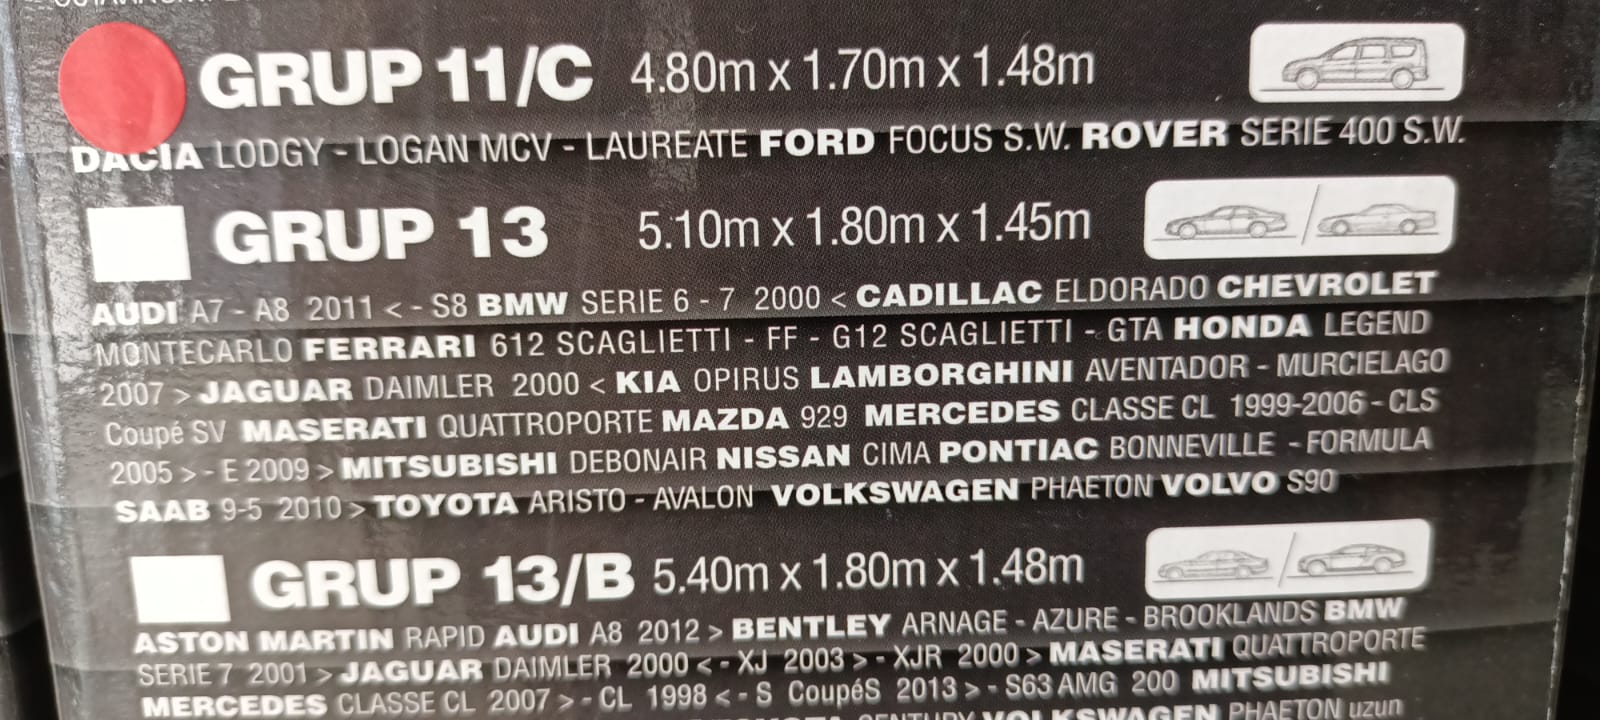 GRUP 11/C 4.80m x 1.70m x 1.48m
DACIA LODGY - LOGAN MCV - LAUREATE FORD FOCUS S.W. ROVER SERIE 400 S.W.
GRUP 13 5.10m x 1.80m x 1.45m
AUDI A7 - A8 2011 < - S8 BMW SERIE 6 - 7 2000 < CADILLAC ELDORADO CHEVROLET
MONTECARLO FERRARI 612 SCAGLIETTI - FF - G12 SCAGLIETTI - GTA HONDA LEGEND
2007 > JAGUAR DAIMLER 2000 < KIA OPIRUS LAMBORGHINI AVENTADOR - MURCIELAGO
Coupé SV MASERATI QUATTROPORTE MAZDA 929 MERCEDES CLASSE CL 1999-2006 - CLS
2005 > - E 2009 > MITSUBISHI DEBONAIR NISSAN CIMA PONTIAC BONNEVILLE - FORMULA
SAAB 9-5 2010 > TOYOTA ARISTO - AVALON VOLKSWAGEN PHAETON VOLVO S90
GRUP 13/B 5.40m x 1.80m x 1.48m
ASTON MARTIN RAPID AUDI A8 2012 > BENTLEY ARNAGE - AZURE - BROOKLANDS BMW
SERIE 7 2001 > JAGUAR DAIMLER 2000 < - XJ 2003 > - XJR 2000 > MASERATI QUATTROPORTE
MERCEDES CLASSE CL 2007 > - CL 1998 < - S CoupéS 2013 > - S63 AMG 200 MITSUBISHI
CENTURY VOLKSWAGEN PHAETON uzun